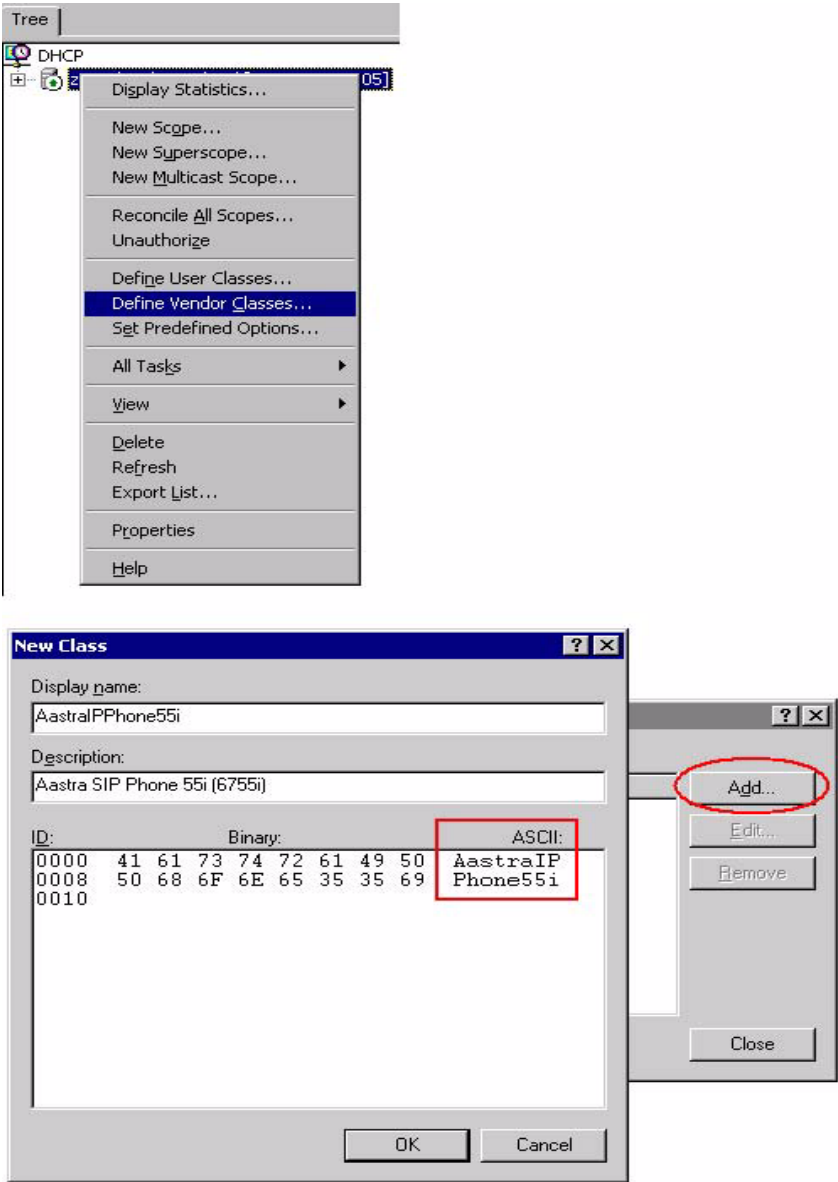 Tree
DHCP
z 05]
Display Statistics...
New Scope...
New Superscope...
New Multicast Scope...
Reconcile All Scopes...
Unauthorize
Define User Classes...
Define Vendor Classes...
Set Predefined Options...
All Tasks
View
Delete
Refresh
Export List...
Properties
Help
New Class
Display name:
AastraIPPhone55i
Description:
Aastra SIP Phone 55i (6755i)
ID: Binary: ASCII:
0000 41 61 73 74 72 61 49 50 AastraIP
0008 50 68 6F 6E 65 35 35 69 Phone55i
0010
OK Cancel
Add...
Edit...
Remove
Close